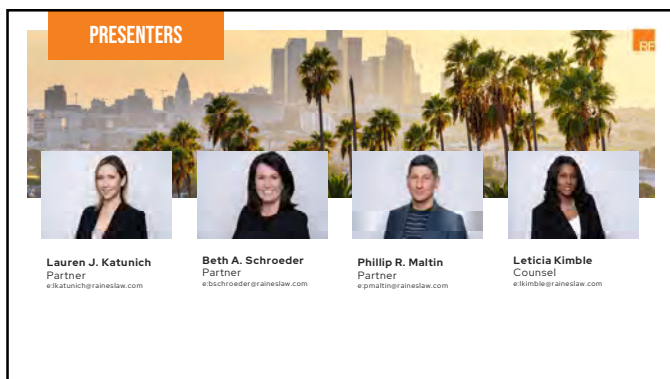 PRESENTERS
RF
Lauren J. Katunich
Partner
e:lkatunich@raineslaw.com
Beth A. Schroeder
Partner
e:bschroeder@raineslaw.com
Phillip R. Maltin
Partner
e:pmaltin@raineslaw.com
Leticia Kimble
Counsel
e:lkimble@raineslaw.com